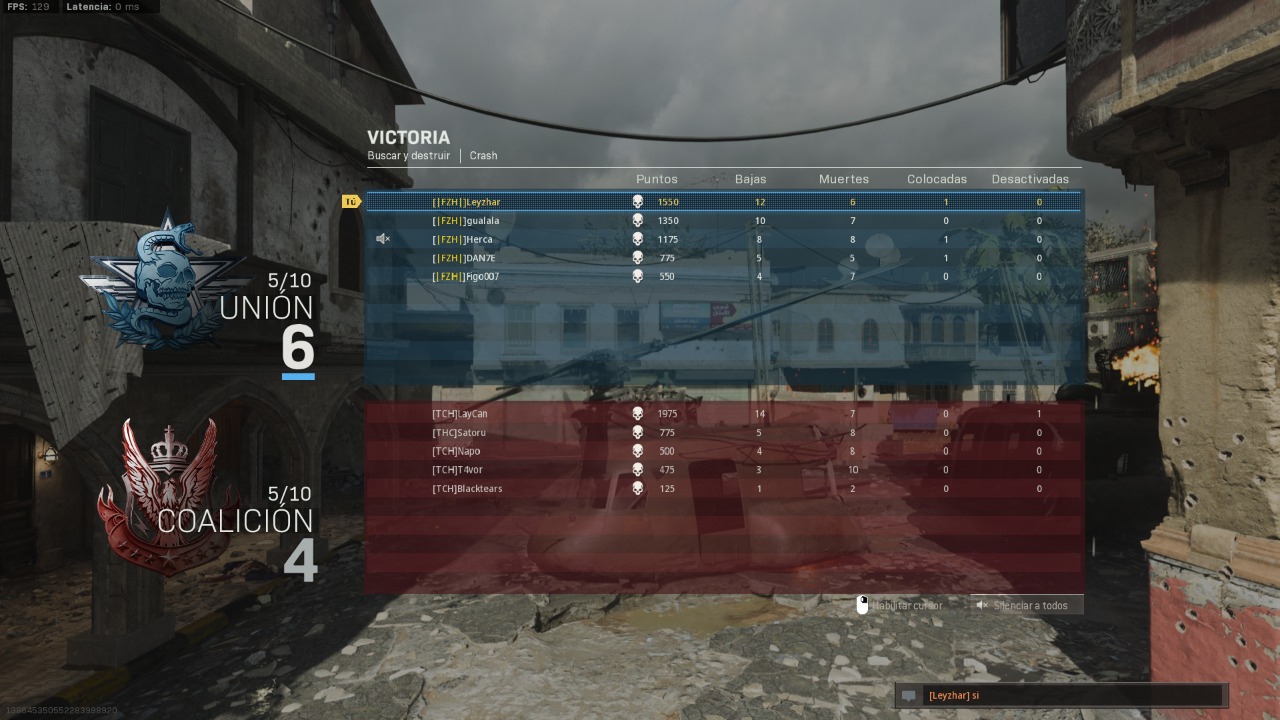 FPS: 129 Latencia: 0 ms
VICTORIA
Buscar y destruir | Crash
Puntos Bajas Muertes Colocadas Desactivadas
TÚ [|FZH|]Leyzhar 1550 12 6 1 0
[|FZH|]gualala 1350 10 7 0 0
[|FZH|]Herca 1175 8 8 1 0
[|FZH|]DAN7E 775 5 5 1 0
[|FZH|]Figo007 550 4 7 0 0
5/10
UNIÓN
6
[TCH]LayCan 1975 14 7 0 1
[THC]Satoru 775 5 8 0 0
[TCH]Napo 500 4 8 0 0
[TCH]T4vor 475 3 10 0 0
[TCH]Blacktears 125 1 2 0 0
5/10
COALICIÓN
4
Habilitar cursor Silenciar a todos
[Leyzhar] si